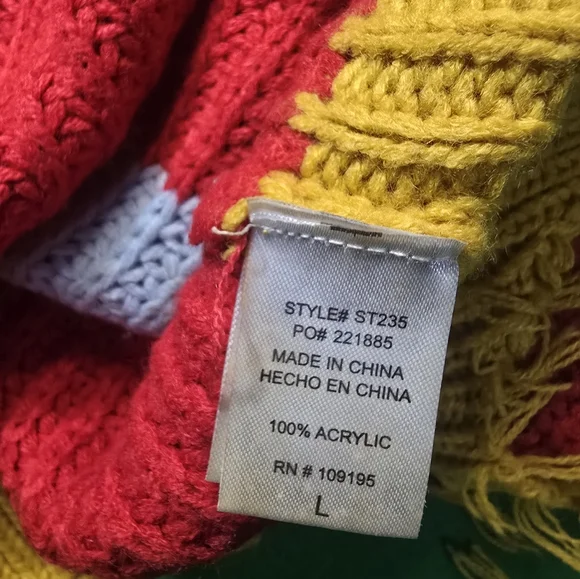 STYLE# ST235
PO# 221885
MADE IN CHINA
HECHO EN CHINA
100% ACRYLIC
RN # 109195
L